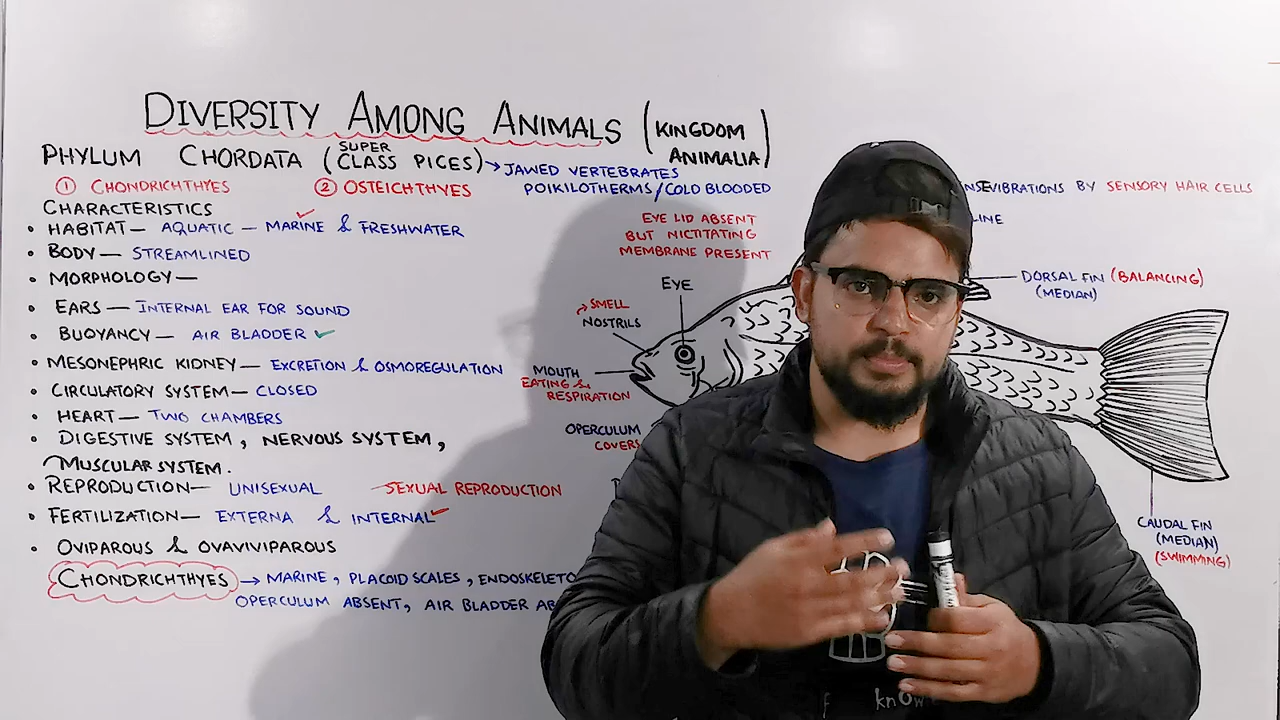 DIVERSITY AMONG ANIMALS (KINGDOM ANIMALIA)
PHYLUM CHORDATA (SUPER CLASS PICES) → JAWED VERTEBRATES
POIKILOTHERMS/COLD BLOODED
① CHONDRICHTHYES ② OSTEICHTHYES
CHARACTERISTICS
• HABITAT — AQUATIC — MARINE & FRESHWATER
• BODY — STREAMLINED
• MORPHOLOGY —
• EARS — INTERNAL EAR FOR SOUND
• BUOYANCY — AIR BLADDER ✓
• MESONEPHRIC KIDNEY — EXCRETION & OSMOREGULATION
• CIRCULATORY SYSTEM — CLOSED
• HEART — TWO CHAMBERS
• DIGESTIVE SYSTEM, NERVOUS SYSTEM,
MUSCULAR SYSTEM.
• REPRODUCTION — UNISEXUAL — SEXUAL REPRODUCTION
• FERTILIZATION — EXTERNA & INTERNAL
• OVIPAROUS & OVAVIVIPAROUS
CHONDRICHTHYES → MARINE, PLACOID SCALES, ENDOSKELETO
OPERCULUM ABSENT, AIR BLADDER AB
EYE LID ABSENT
BUT NICTITATING
MEMBRANE PRESENT
EYE
SMELL
NOSTRILS
MOUTH
EATING &
RESPIRATION
OPERCULUM
COVERS
VIBRATIONS BY SENSORY HAIR CELLS
LINE
DORSAL FIN (BALANCING)
(MEDIAN)
CAUDAL FIN
(MEDIAN)
(SWIMMING)
know